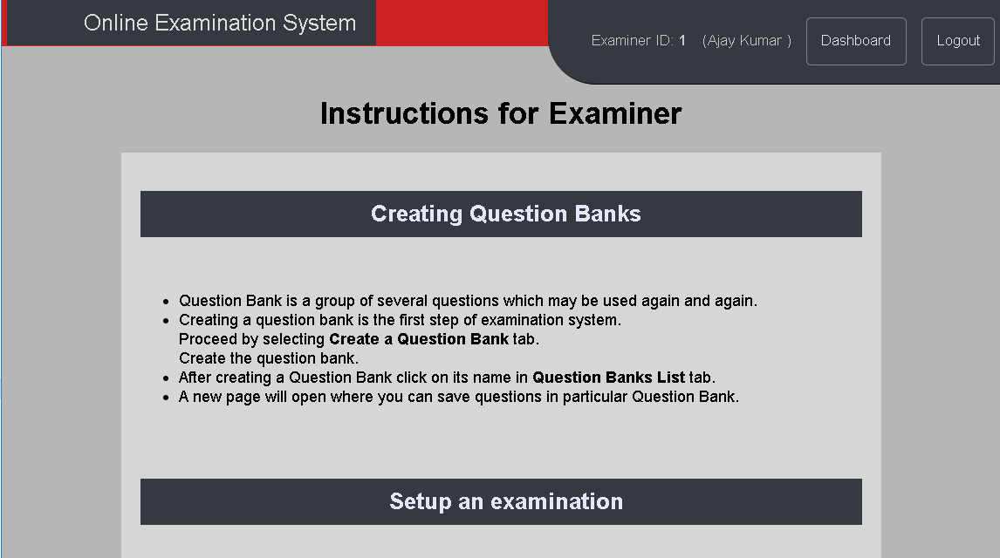 Online Examination System
Examiner ID: 1 (Ajay Kumar )
Dashboard
Logout
Instructions for Examiner
Creating Question Banks
Question Bank is a group of several questions which may be used again and again.
Creating a question bank is the first step of examination system.
Proceed by selecting Create a Question Bank tab.
Create the question bank.
After creating a Question Bank click on its name in Question Banks List tab.
A new page will open where you can save questions in particular Question Bank.
Setup an examination